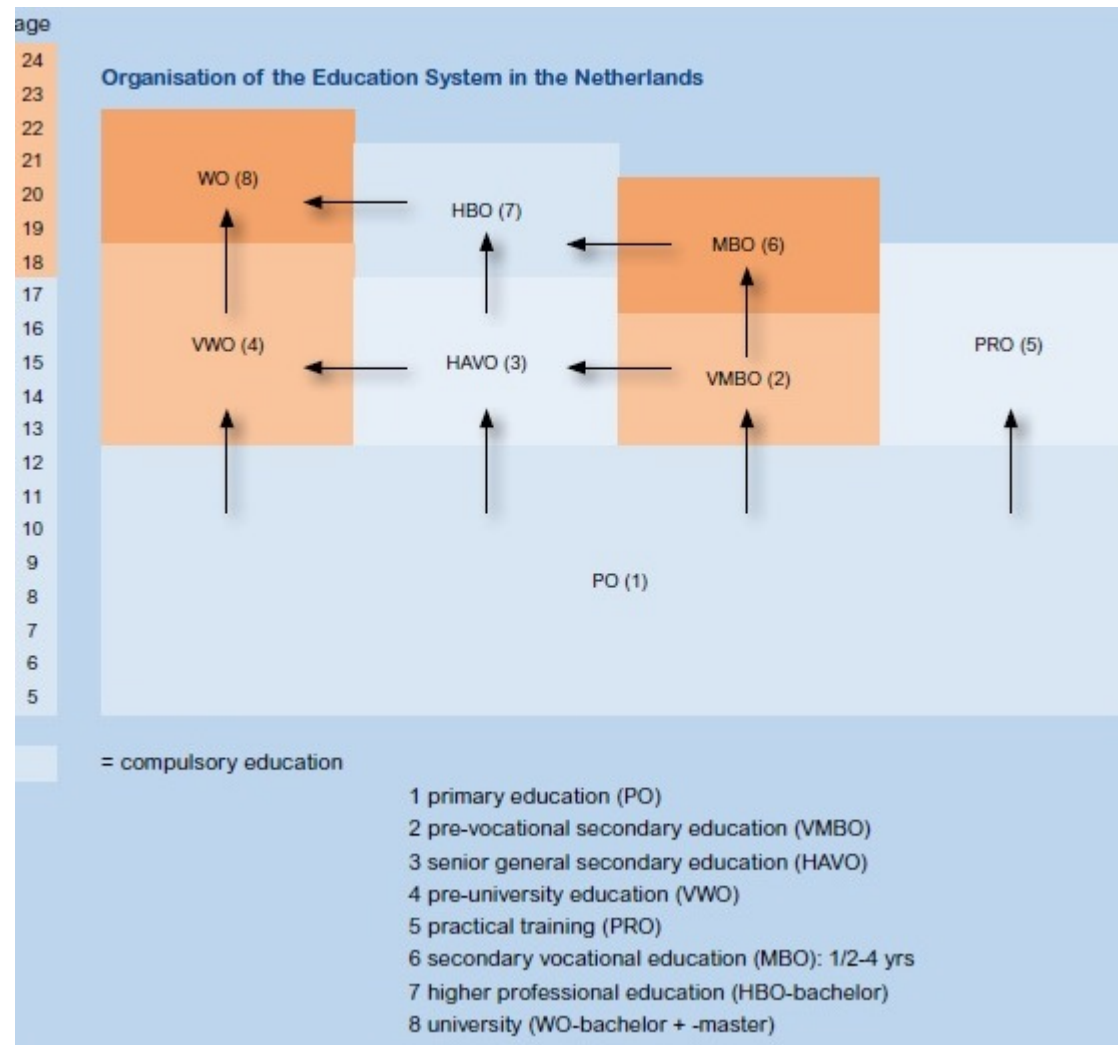 age
24
Organisation of the Education System in the Netherlands
23
22
21
20
19
18
17
16
15
14
13
12
11
10
9
8
7
6
5
WO (8)
HBO (7)
MBO (6)
VWO (4)
HAVO (3)
VMBO (2)
PRO (5)
PO (1)
= compulsory education
1 primary education (PO)
2 pre-vocational secondary education (VMBO)
3 senior general secondary education (HAVO)
4 pre-university education (VWO)
5 practical training (PRO)
6 secondary vocational education (MBO): 1/2-4 yrs
7 higher professional education (HBO-bachelor)
8 university (WO-bachelor + -master)